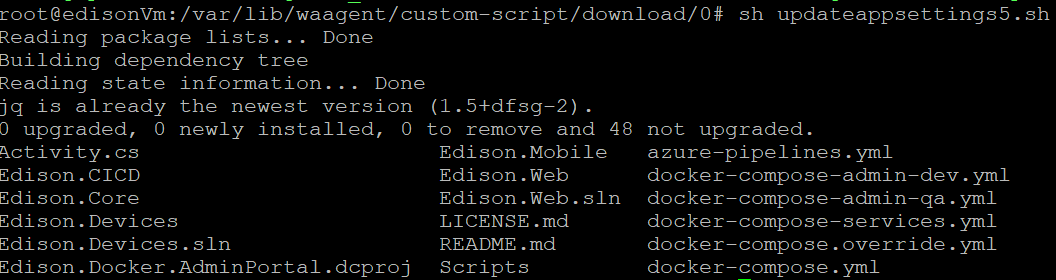 root@edisonVm:/var/lib/waagent/custom-script/download/0# sh updateappsettings5.sh
Reading package lists... Done
Building dependency tree
Reading state information... Done
jq is already the newest version (1.5+dfsg-2).
0 upgraded, 0 newly installed, 0 to remove and 48 not upgraded.
Activity.cs Edison.Mobile azure-pipelines.yml
Edison.CICD Edison.Web docker-compose-admin-dev.yml
Edison.Core Edison.Web.sln docker-compose-admin-qa.yml
Edison.Devices LICENSE.md docker-compose-services.yml
Edison.Devices.sln README.md docker-compose.override.yml
Edison.Docker.AdminPortal.dcproj Scripts docker-compose.yml